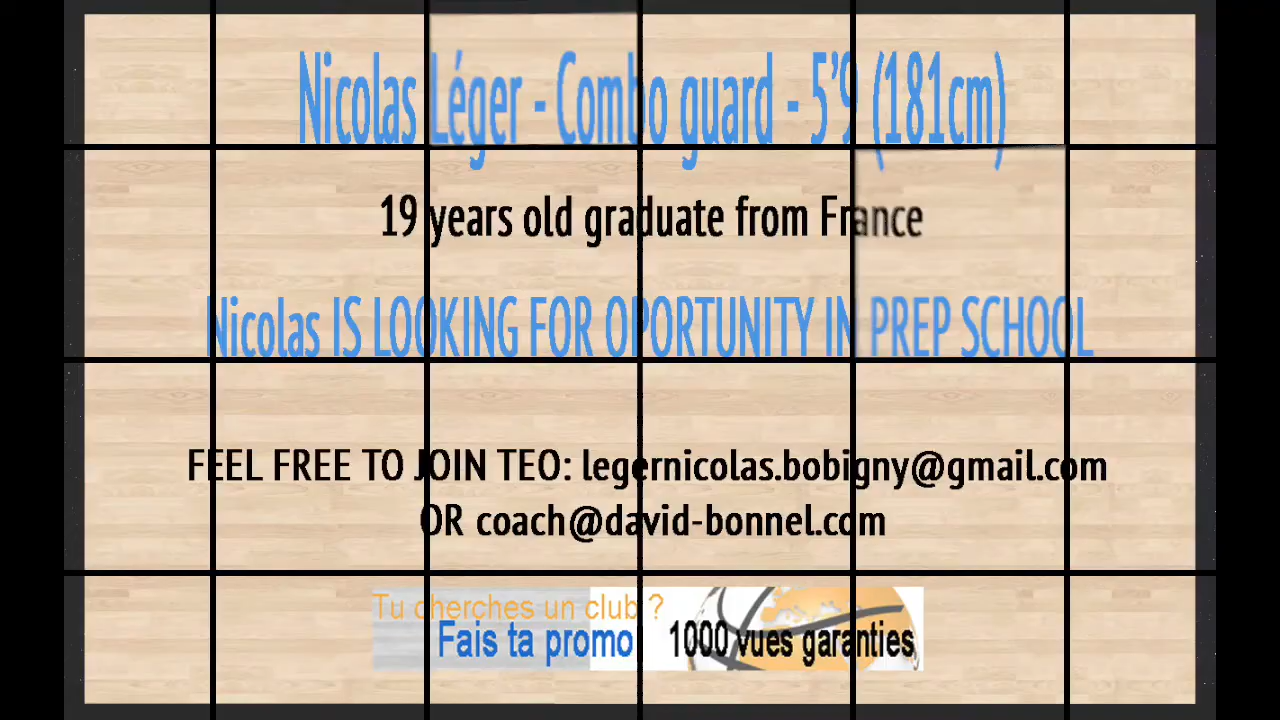 Nicolas Léger - Combo guard - 5'9 (181cm)
19 years old graduate from France
Nicolas IS LOOKING FOR OPORTUNITY IN PREP SCHOOL
FEEL FREE TO JOIN TEO: legernicolas.bobigny@gmail.com
OR coach@david-bonnel.com
Tu cherches un club ?
Fais ta promo 1000 vues garanties